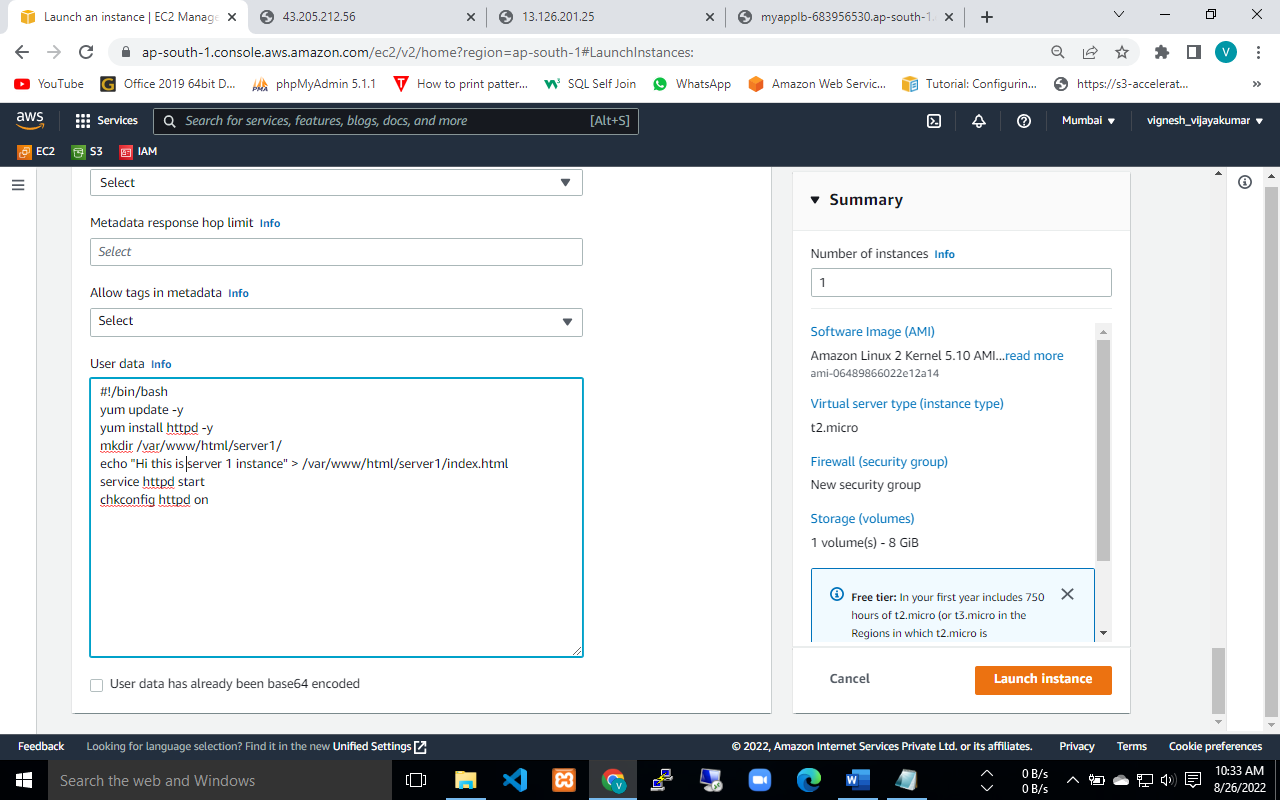 Launch an instance | EC2 Manage
43.205.212.56
13.126.201.25
myapplb-683956530.ap-south-1.
ap-south-1.console.aws.amazon.com/ec2/v2/home?region=ap-south-1#LaunchInstances:
V
YouTube
Office 2019 64bit D...
phpMyAdmin 5.1.1
How to print patter...
SQL Self Join
WhatsApp
Amazon Web Servic...
Tutorial: Configurin...
https://s3-accelerat...
»
aws
Services
Search for services, features, blogs, docs, and more
[Alt+S]
Mumbai
vignesh_vijayakumar
EC2
S3
IAM
Select
Metadata response hop limit Info
Select
Allow tags in metadata Info
Select
User data Info
#!/bin/bash
yum update -y
yum install httpd -y
mkdir /var/www/html/server1/
echo "Hi this is server 1 instance" > /var/www/html/server1/index.html
service httpd start
chkconfig httpd on
User data has already been base64 encoded
Summary
Number of instances Info
1
Software Image (AMI)
Amazon Linux 2 Kernel 5.10 AMI...read more
ami-06489866022e12a14
Virtual server type (instance type)
t2.micro
Firewall (security group)
New security group
Storage (volumes)
1 volume(s) - 8 GiB
Free tier: In your first year includes 750
hours of t2.micro (or t3.micro in the
Regions in which t2.micro is
Cancel
Launch instance
Feedback
Looking for language selection? Find it in the new Unified Settings
© 2022, Amazon Internet Services Private Ltd. or its affiliates.
Privacy
Terms
Cookie preferences
Search the web and Windows
0 B/s
0 B/s
10:33 AM
8/26/2022